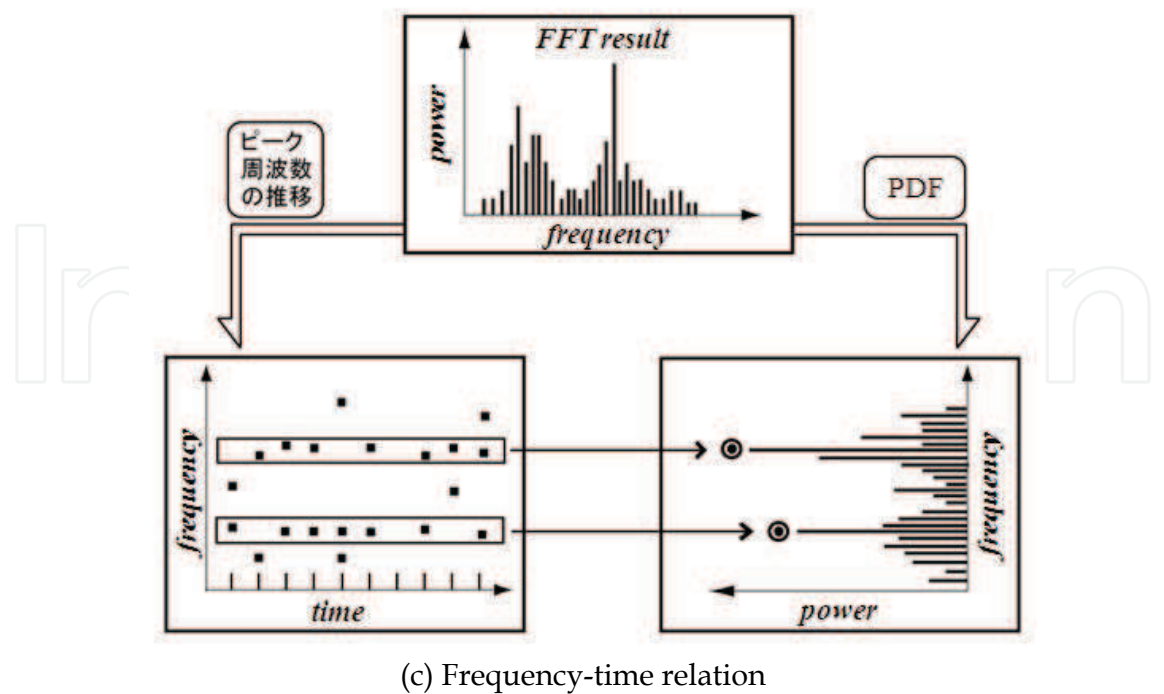 FFT result
power
frequency
ピーク
周波数
の推移
PDF
frequency
time
frequency
power
(c) Frequency-time relation